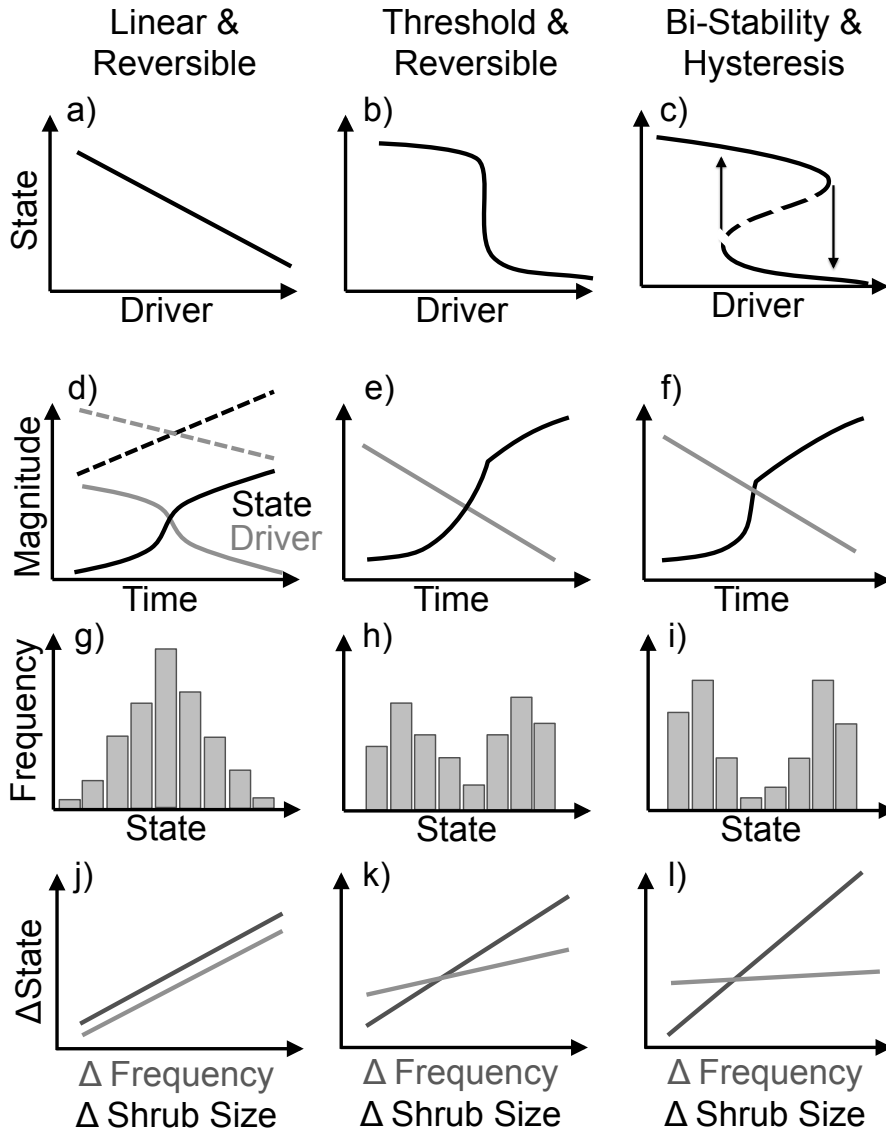 Linear &
Reversible
Threshold &
Reversible
Bi-Stability &
Hysteresis
a)
b)
c)
State
Driver
Driver
Driver
d)
e)
f)
Magnitude
State
Driver
Time
Time
Time
g)
h)
i)
Frequency
State
State
State
j)
k)
l)
ΔState
Δ Frequency
Δ Shrub Size
Δ Frequency
Δ Shrub Size
Δ Frequency
Δ Shrub Size